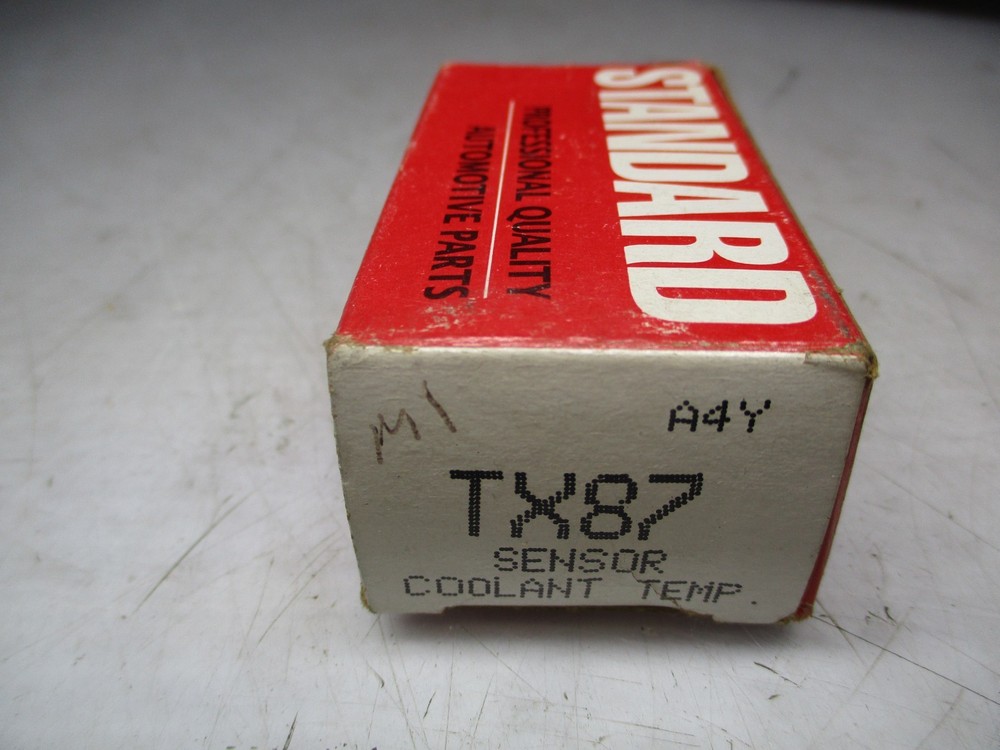 STANDARD
PROFESSIONAL QUALITY
AUTOMOTIVE PARTS
M1
A4Y
TX87
SENSOR
COOLANT TEMP.